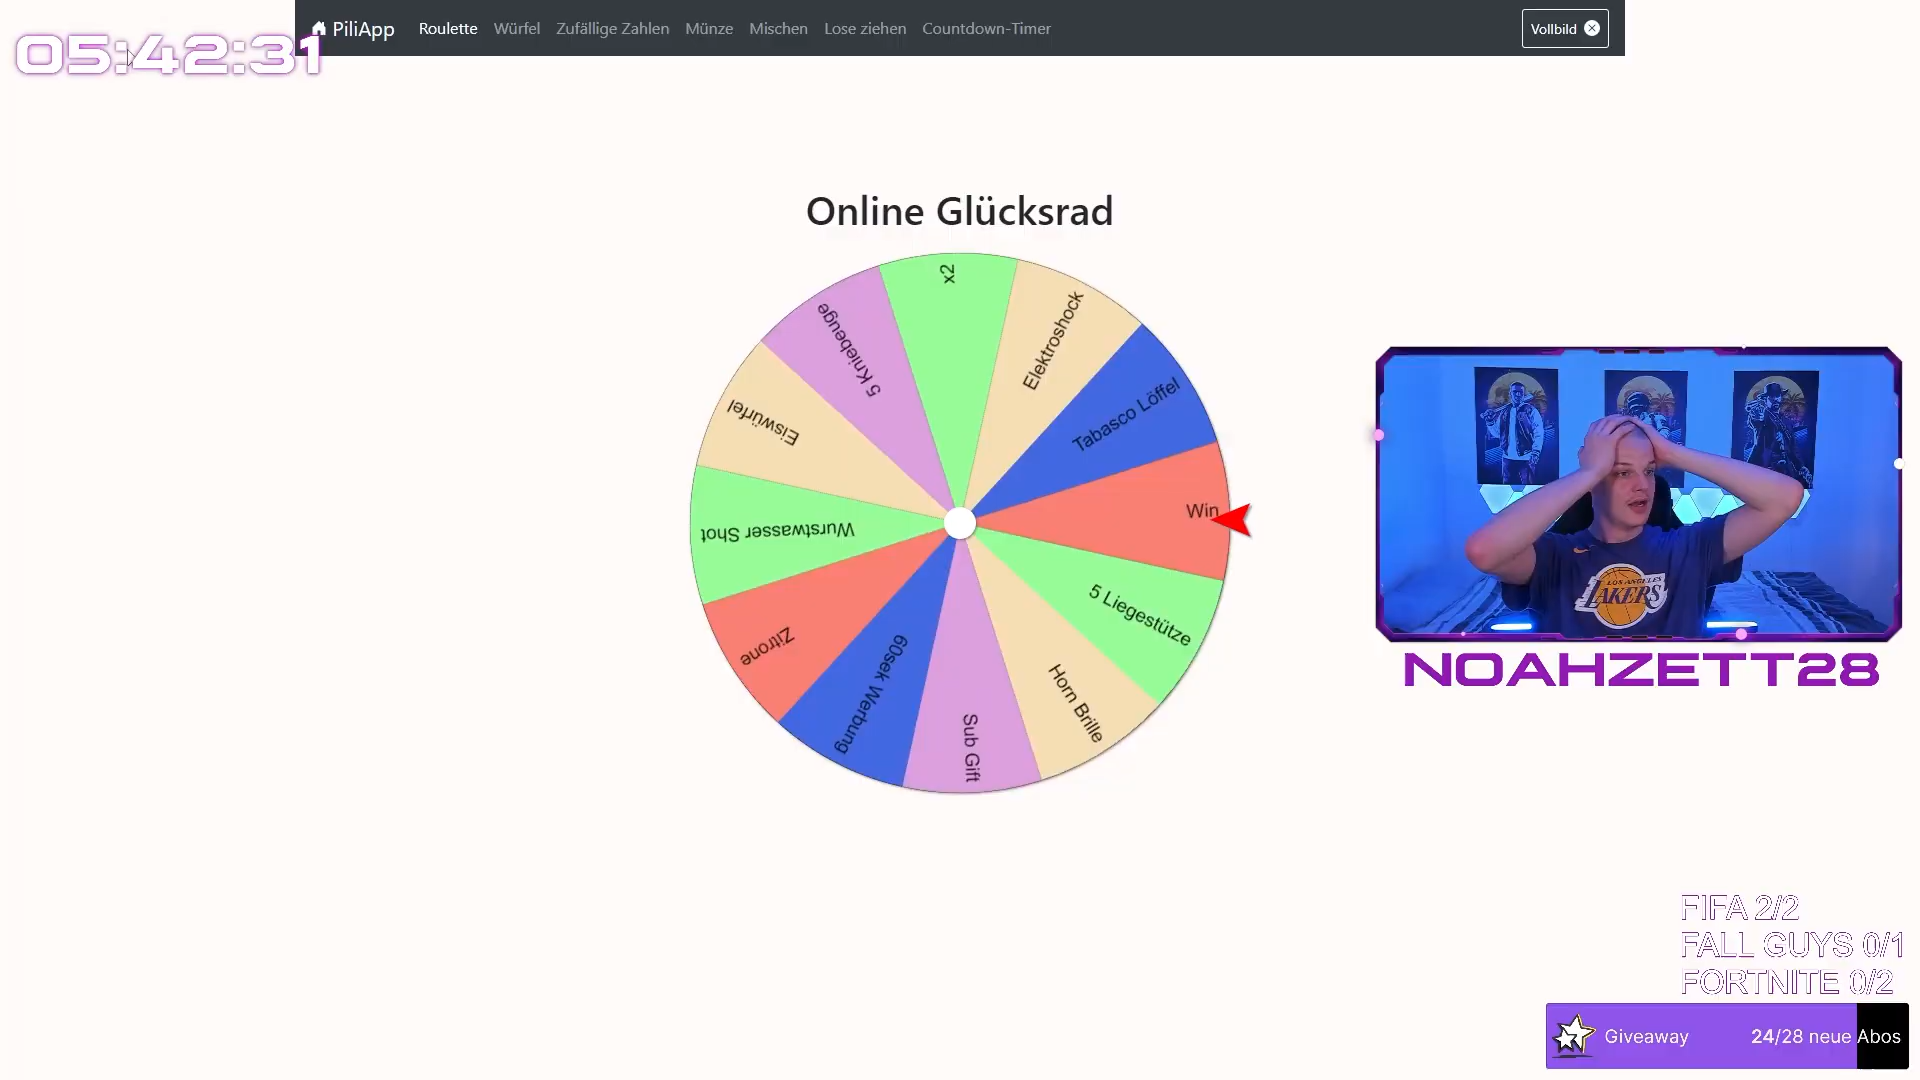 05:42:31
PiliApp Roulette Würfel Zufällige Zahlen Münze Mischen Lose ziehen Countdown-Timer Vollbild
Online Glücksrad
x2
Elektroshock
Tabasco Löffel
Win
5 Liegestütze
Horn Brille
Sub Gift
60sek Werbung
Zitrone
Wurstwasser Shot
Eiswürfel
5 Kniebeuge
LOS ANGELES
LAKERS
NOAHZETT28
FIFA 2/2
FALL GUYS 0/1
FORTNITE 0/2
Giveaway 24/28 neue Abos